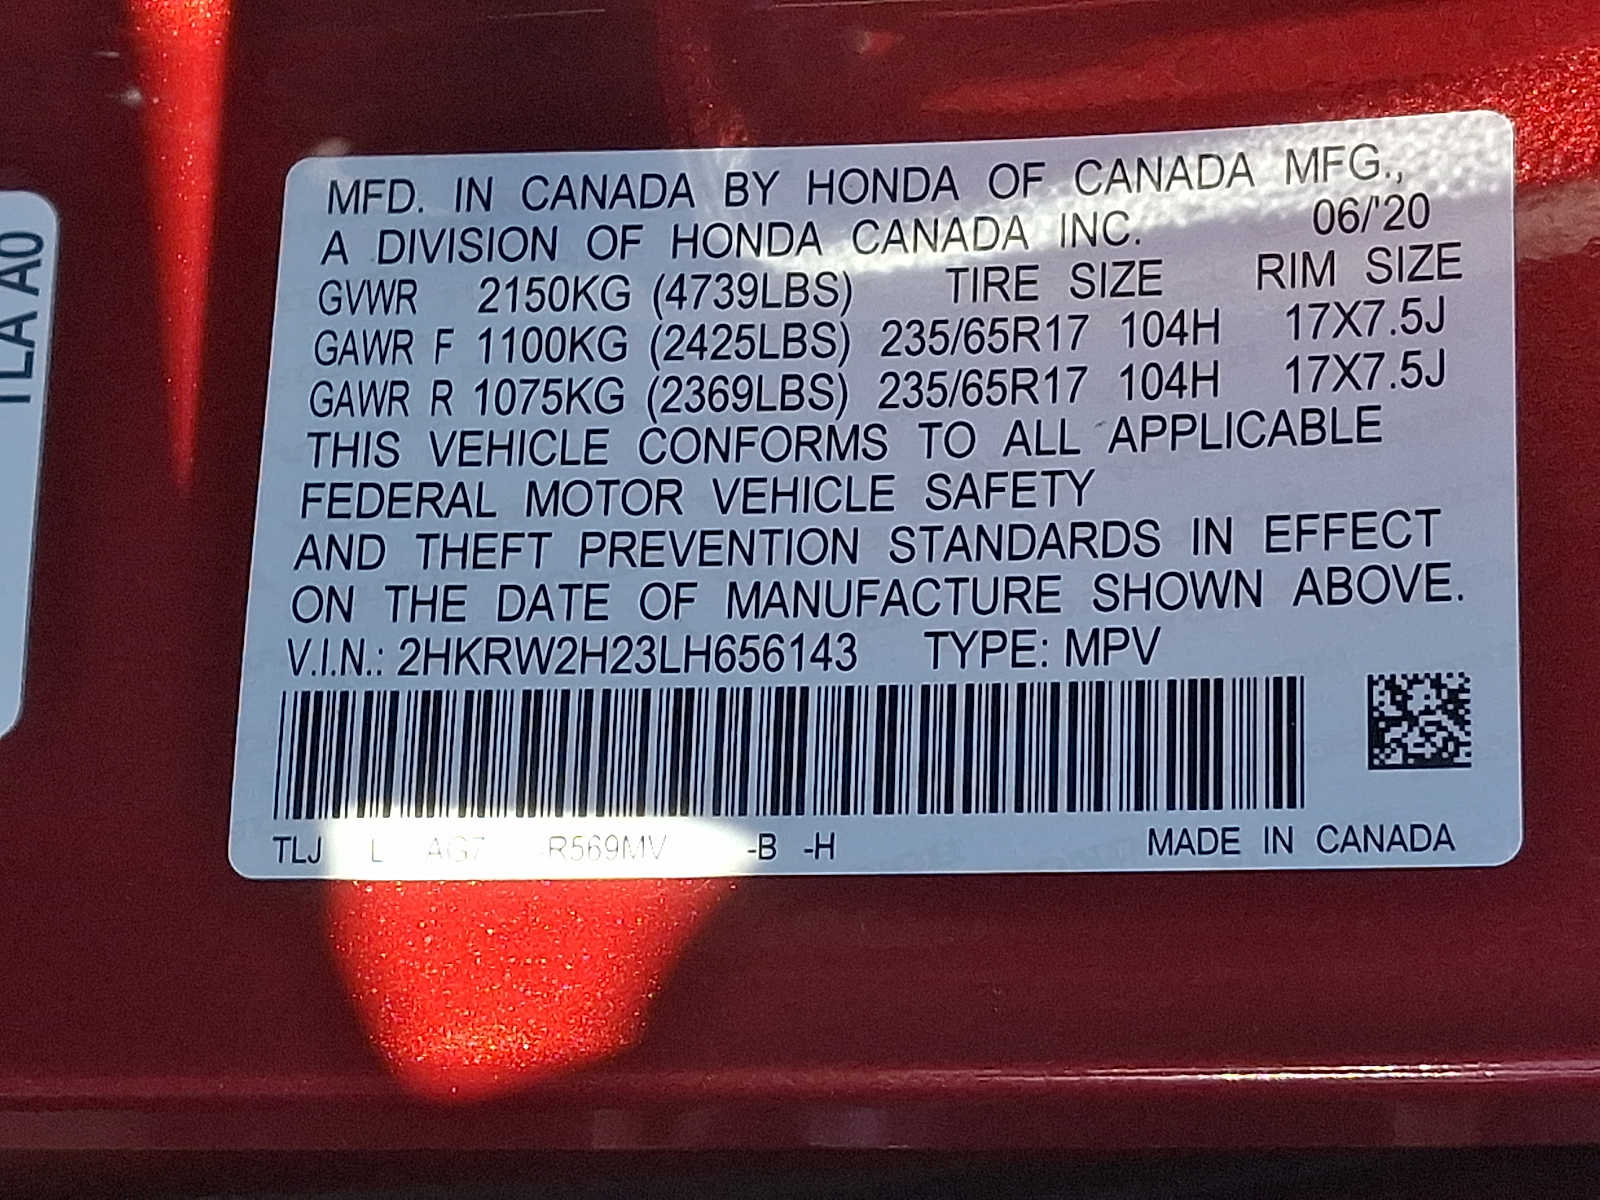 MFD. IN CANADA BY HONDA OF CANADA MFG.,
A DIVISION OF HONDA CANADA INC. 06/'20
GVWR 2150KG (4739LBS) TIRE SIZE RIM SIZE
GAWR F 1100KG (2425LBS) 235/65R17 104H 17X7.5J
GAWR R 1075KG (2369LBS) 235/65R17 104H 17X7.5J
THIS VEHICLE CONFORMS TO ALL APPLICABLE
FEDERAL MOTOR VEHICLE SAFETY
AND THEFT PREVENTION STANDARDS IN EFFECT
ON THE DATE OF MANUFACTURE SHOWN ABOVE.
V.I.N.: 2HKRW2H23LH656143 TYPE: MPV
TLJ L AG7 R569MV -B -H MADE IN CANADA
TLA A0